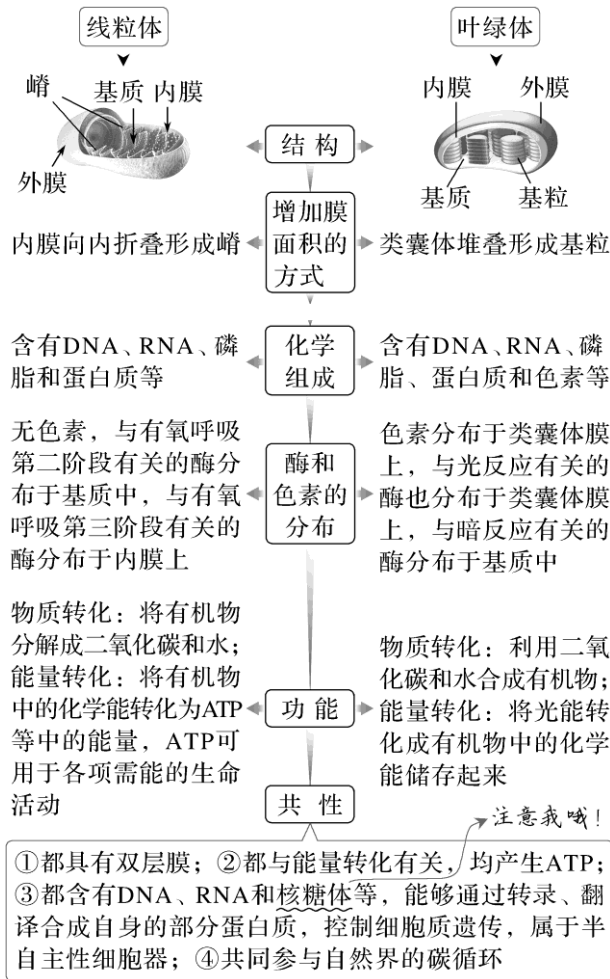 线粒体
叶绿体
嵴
基质
内膜
外膜
结构
内膜
外膜
基质
基粒
内膜向内折叠形成嵴
增加膜
面积的
方式
类囊体堆叠形成基粒
含有DNA、RNA、磷
脂和蛋白质等
化学
组成
含有DNA、RNA、磷
脂、蛋白质和色素等
无色素，与有氧呼吸
第二阶段有关的酶分
布于基质中，与有氧
呼吸第三阶段有关的
酶分布于内膜上
酶和
色素的
分布
色素分布于类囊体膜
上，与光反应有关的
酶也分布于类囊体膜
上，与暗反应有关的
酶分布于基质中
物质转化：将有机物
分解成二氧化碳和水；
能量转化：将有机物
中的化学能转化为ATP
等中的能量，ATP可
用于各项需能的生命
活动
功能
物质转化：利用二氧
化碳和水合成有机物；
能量转化：将光能转
化成有机物中的化学
能储存起来
共性
注意我哦！
①都具有双层膜；②都与能量转化有关，均产生ATP；
③都含有DNA、RNA和核糖体等，能够通过转录、翻
译合成自身的部分蛋白质，控制细胞质遗传，属于半
自主性细胞器；④共同参与自然界的碳循环